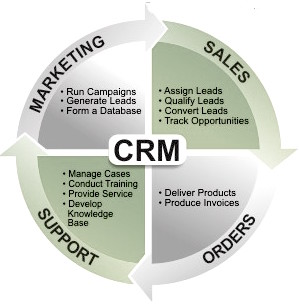 MARKETING
• Run Campaigns
• Generate Leads
• Form a Database
SALES
• Assign Leads
• Qualify Leads
• Convert Leads
• Track Opportunities
CRM
• Manage Cases
• Conduct Training
• Provide Service
• Develop
Knowledge
Base
SUPPORT
• Deliver Products
• Produce Invoices
ORDERS